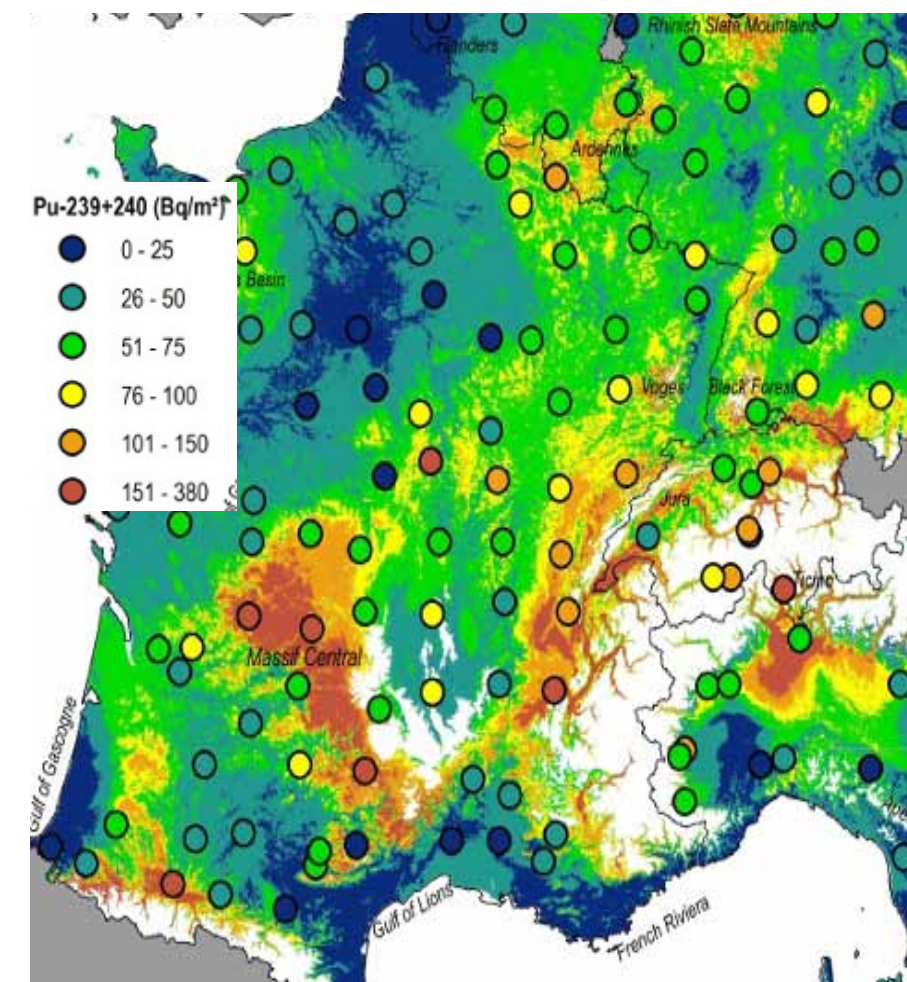 Rhinish Slate Mountains
Flanders
Ardennes
Pu-239+240 (Bq/m²)
0 - 25
Basin
26 - 50
51 - 75
76 - 100
Voges
Black Forest
101 - 150
151 - 380
Jura
Ticino
Massif Central
Gulf of Gascogne
Gulf of Lions
French Riviera